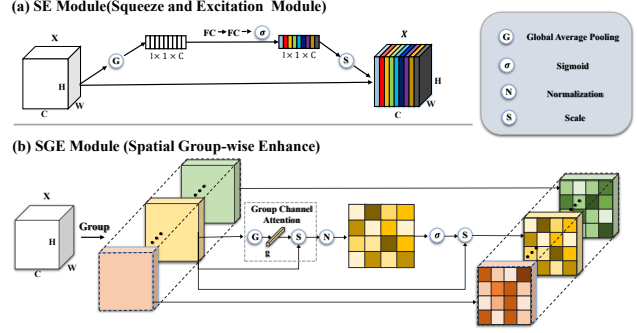 (a) SE Module(Squeeze and Excitation Module)
X
H
W
C
G
1× 1 × C
FC → FC → σ
1× 1 × C
S
X
H
W
C
G Global Average Pooling
σ Sigmoid
N Normalization
S Scale
(b) SGE Module (Spatial Group-wise Enhance)
X
H
W
C
Group
Group Channel
Attention
G
g
S
N
σ
S